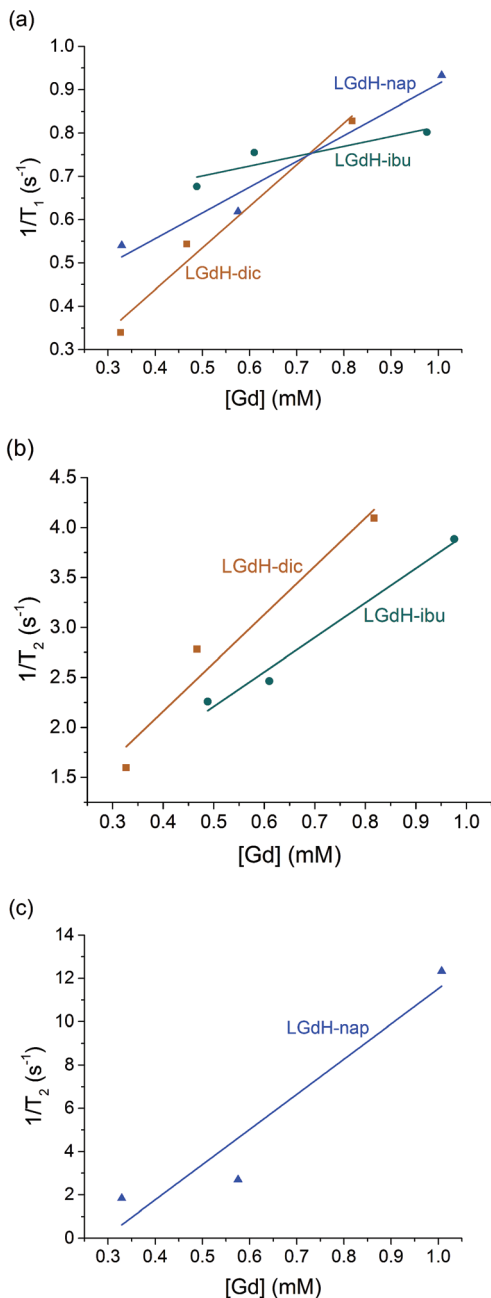 (a)
1.0
0.9
0.8
0.7
0.6
0.5
0.4
0.3
1/T₁ (s⁻¹)
LGdH-nap
LGdH-ibu
LGdH-dic
0.3 0.4 0.5 0.6 0.7 0.8 0.9 1.0
[Gd] (mM)
(b)
4.5
4.0
3.5
3.0
2.5
2.0
1.5
1/T₂ (s⁻¹)
LGdH-dic
LGdH-ibu
0.3 0.4 0.5 0.6 0.7 0.8 0.9 1.0
[Gd] (mM)
(c)
14
12
10
8
6
4
2
0
1/T₂ (s⁻¹)
LGdH-nap
0.3 0.4 0.5 0.6 0.7 0.8 0.9 1.0
[Gd] (mM)